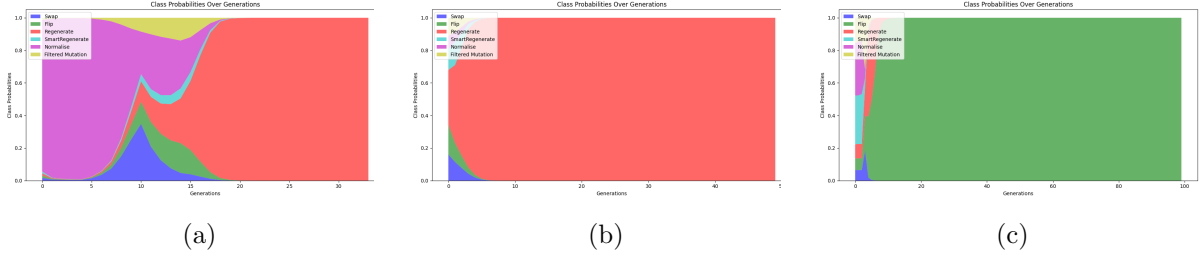 Class Probabilities Over Generations
Swap
Flip
Regenerate
SmartRegenerate
Normalise
Filtered Mutation
Class Probabilities
1.0
0.8
0.6
0.4
0.2
0.0
0 5 10 15 20 25 30
Generations
(a)
Class Probabilities Over Generations
Swap
Flip
Regenerate
SmartRegenerate
Normalise
Filtered Mutation
Class Probabilities
1.0
0.8
0.6
0.4
0.2
0.0
0 10 20 30 40 5
Generations
(b)
Class Probabilities Over Generations
Swap
Flip
Regenerate
SmartRegenerate
Normalise
Filtered Mutation
Class Probabilities
1.0
0.8
0.6
0.4
0.2
0.0
0 20 40 60 80 100
Generations
(c)